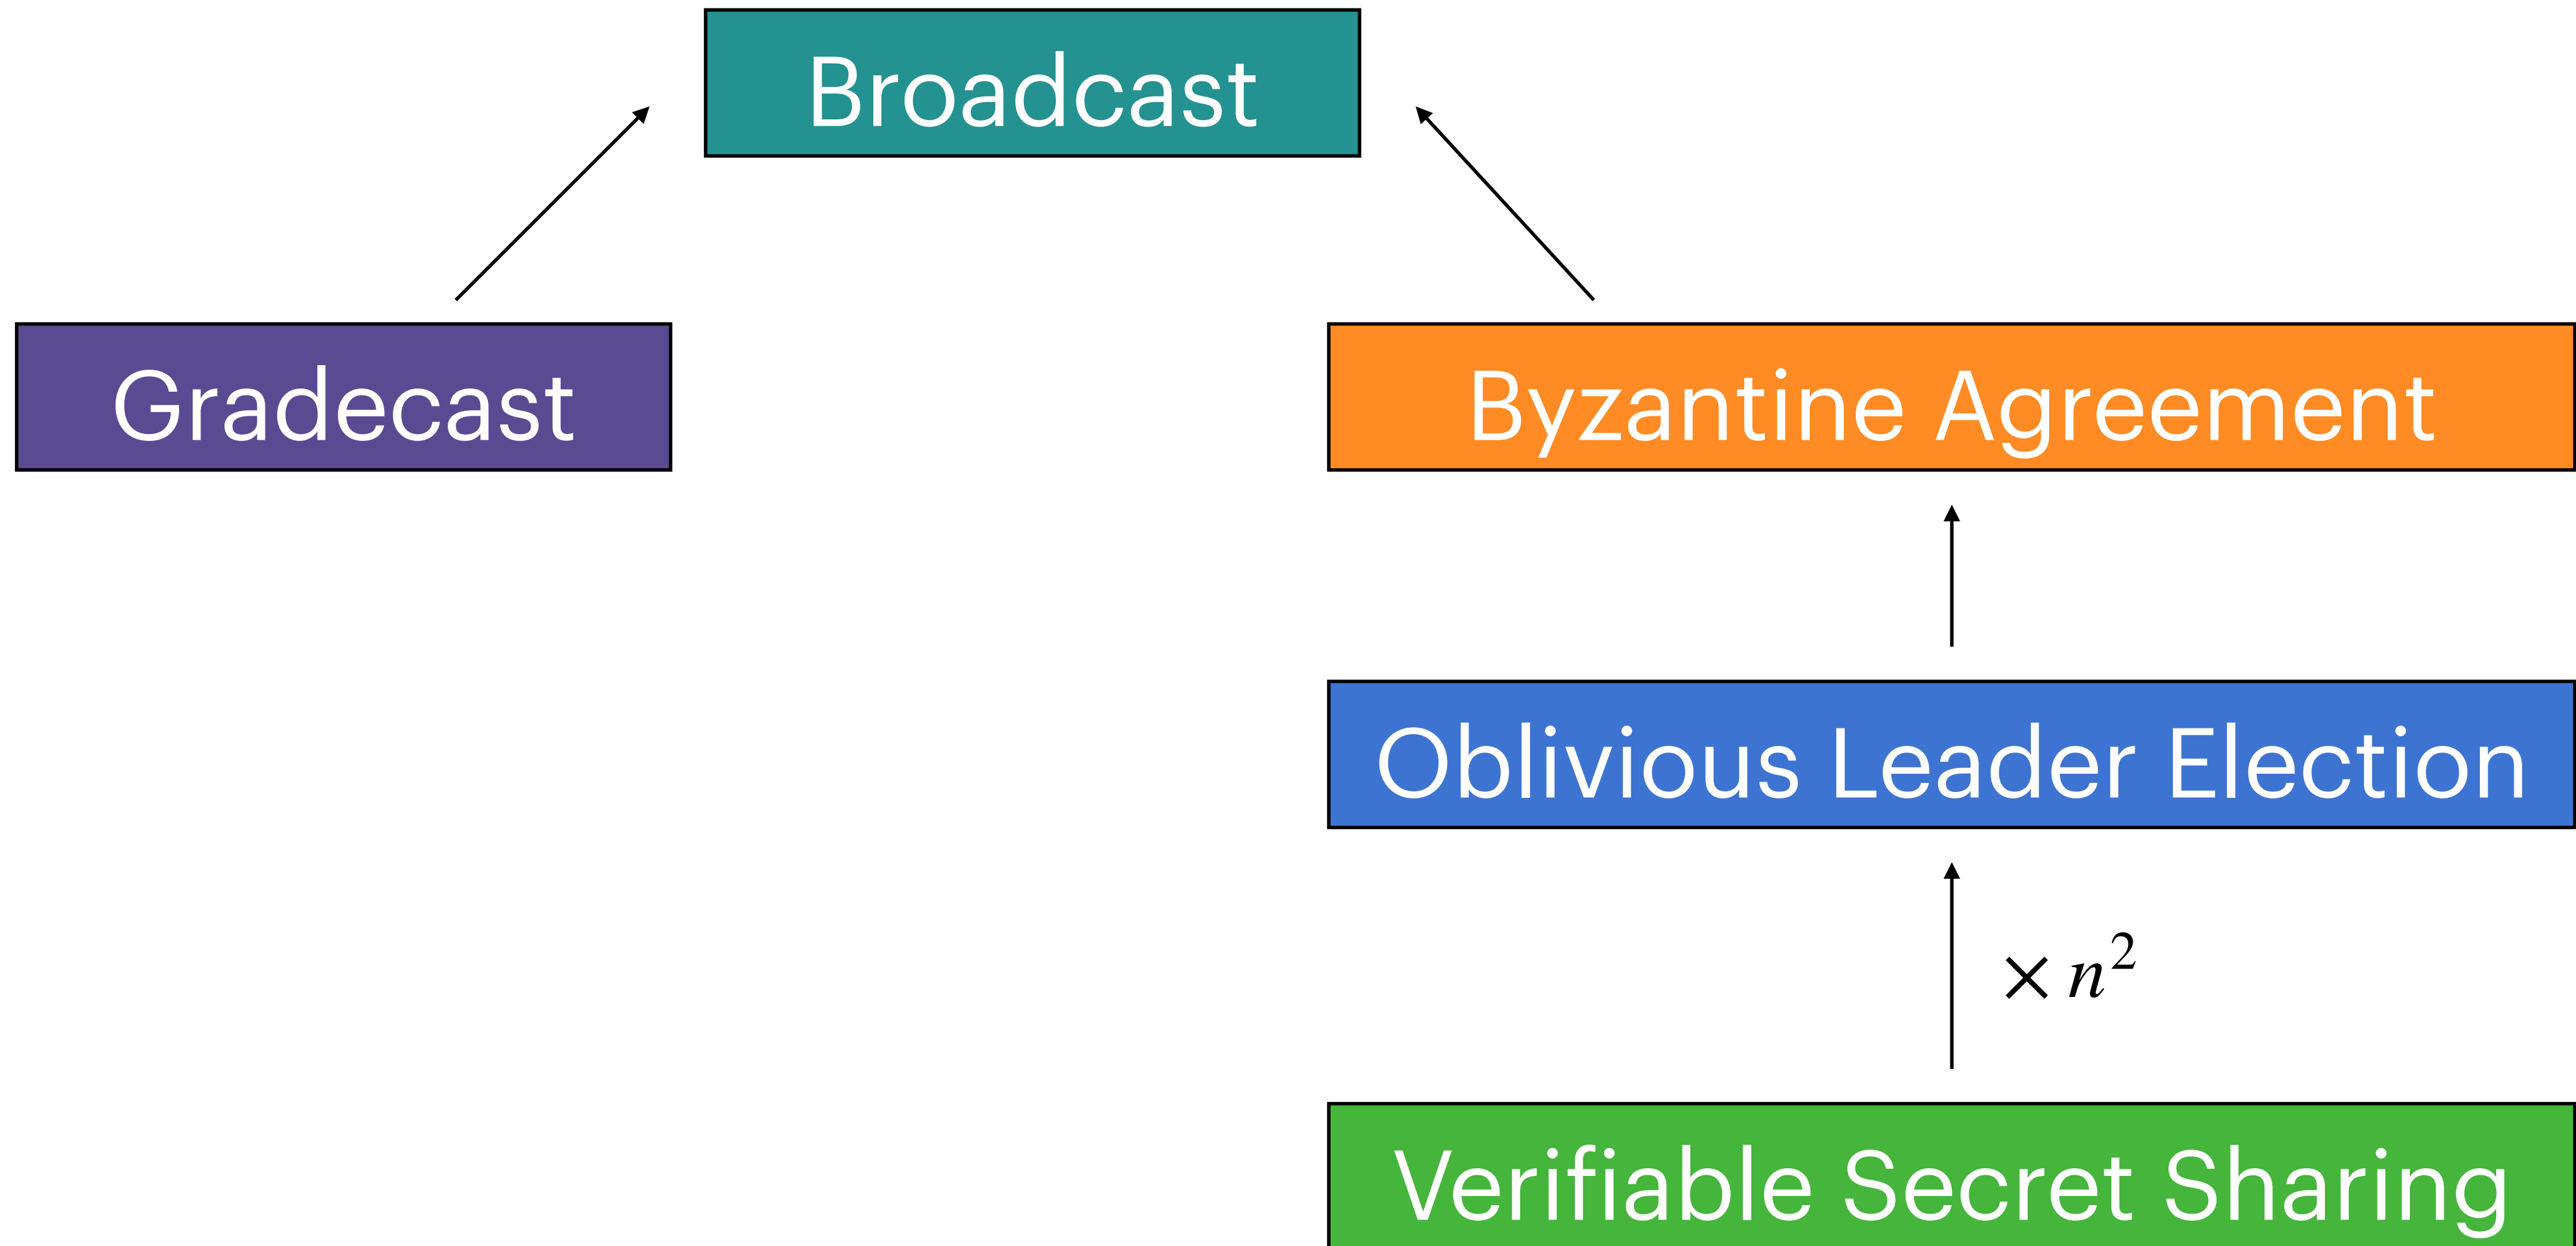 Broadcast
Gradecast
Byzantine Agreement
Oblivious Leader Election
× n²
Verifiable Secret Sharing